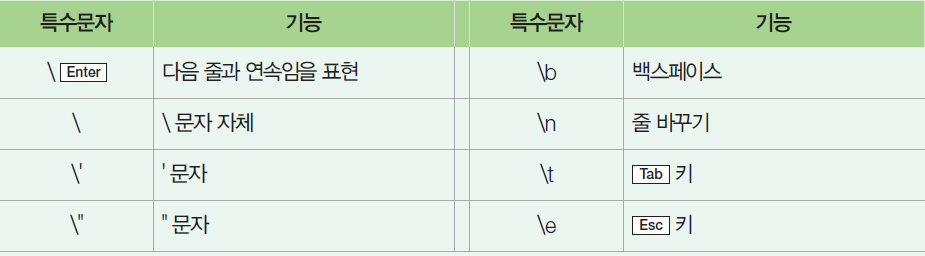 특수문자 기능 특수문자 기능
\ Enter 다음 줄과 연속임을 표현 \b 백스페이스
\ \ 문자 자체 \n 줄 바꾸기
\' ' 문자 \t Tab 키
\" " 문자 \e Esc 키